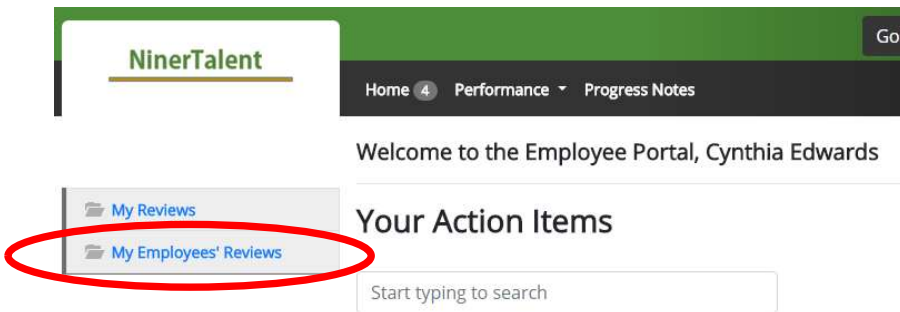 Go
NinerTalent
Home 4 Performance Progress Notes
Welcome to the Employee Portal, Cynthia Edwards
My Reviews
My Employees' Reviews
Your Action Items
Start typing to search